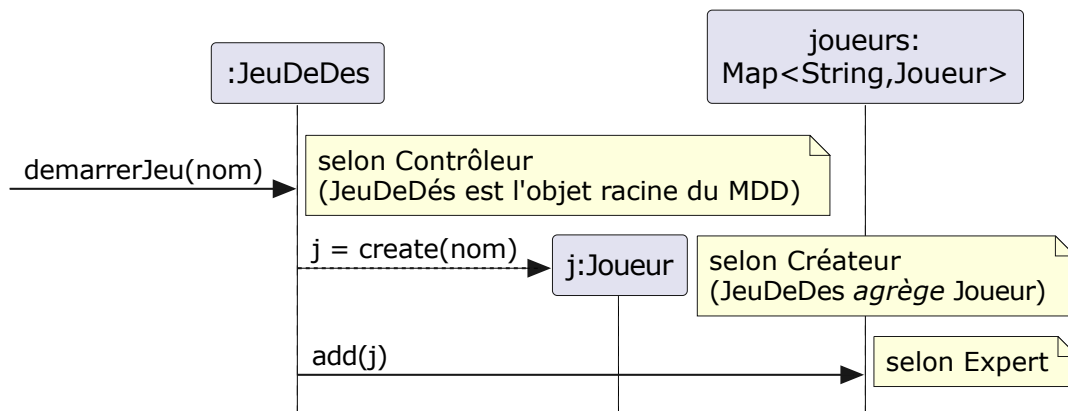 :JeuDeDes
joueurs:
Map<String,Joueur>
demarrerJeu(nom)
selon Contrôleur
(JeuDeDés est l'objet racine du MDD)
j = create(nom)
j:Joueur
selon Créateur
(JeuDeDes agrège Joueur)
add(j)
selon Expert